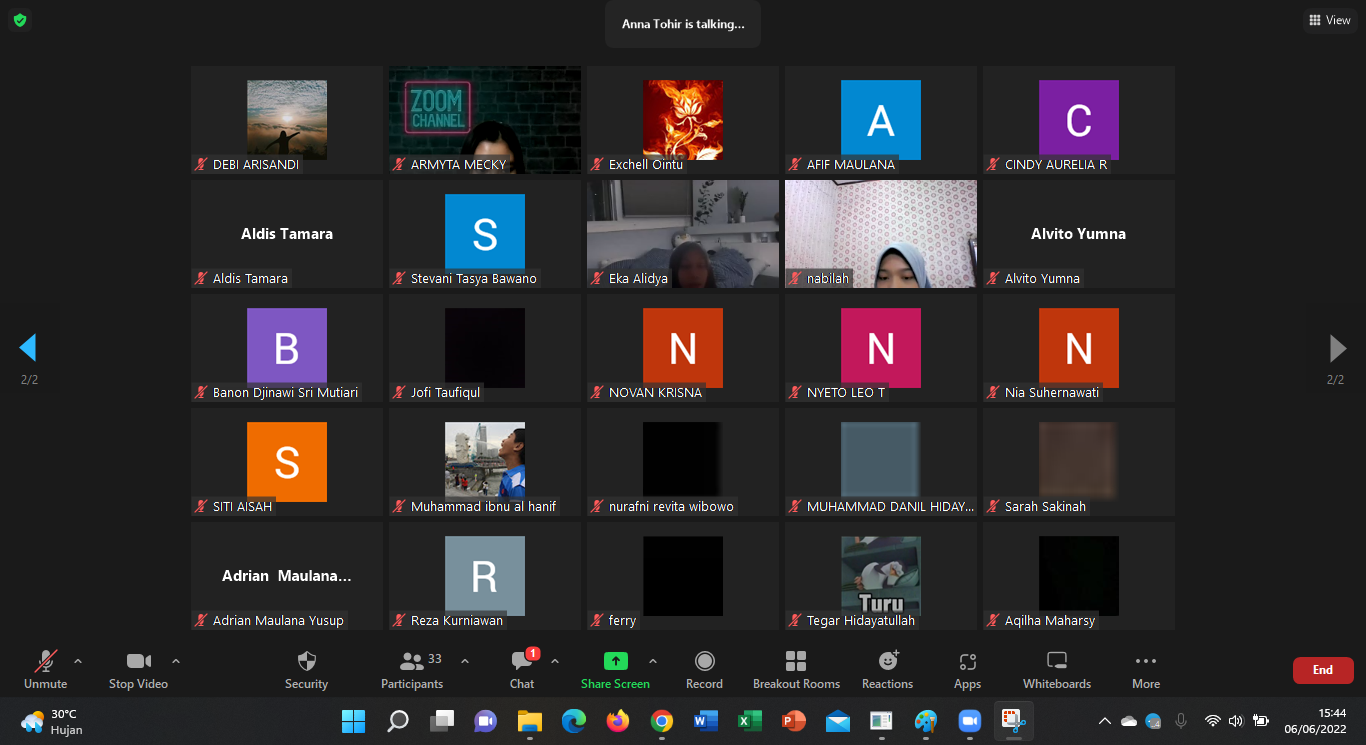 Anna Tohir is talking...
View
ZOOM
CHANNEL
DEBI ARISANDI
ARMYTA MECKY
Exchell Ointu
A
AFIF MAULANA
C
CINDY AURELIA R
Aldis Tamara
Aldis Tamara
S
Stevani Tasya Bawano
Eka Alidya
nabilah
Alvito Yumna
Alvito Yumna
2/2
B
Banon Djinawi Sri Mutiari
Jofi Taufiqul
N
NOVAN KRISNA
N
NYETO LEO T
N
Nia Suhernawati
2/2
S
SITI AISAH
Muhammad ibnu al hanif
nurafni revita wibowo
MUHAMMAD DANIL HIDAY...
Sarah Sakinah
Adrian Maulana...
Adrian Maulana Yusup
R
Reza Kurniawan
ferry
Turu
Tegar Hidayatullah
Aqilha Maharsy
Unmute
Stop Video
Security
33
Participants
1
Chat
Share Screen
Record
Breakout Rooms
Reactions
Apps
Whiteboards
More
End
30°C
Hujan
15:44
06/06/2022